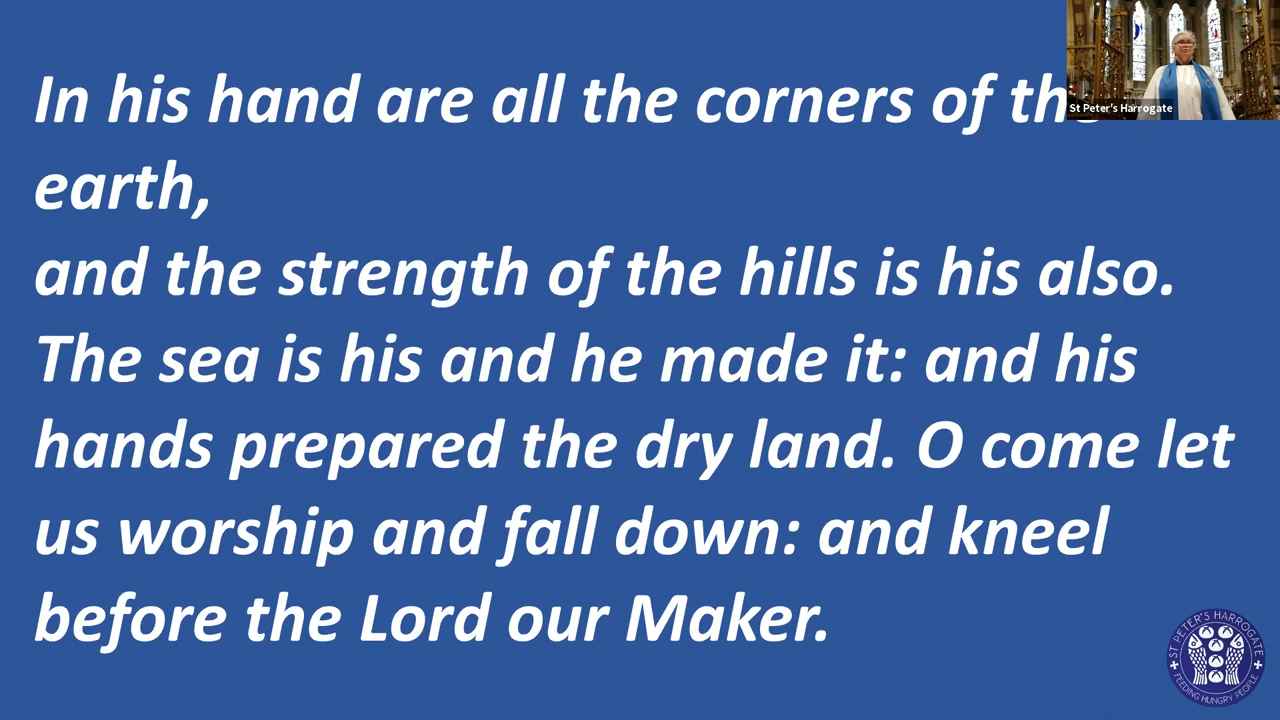 In his hand are all the corners of the
earth,
and the strength of the hills is his also.
The sea is his and he made it: and his
hands prepared the dry land. O come let
us worship and fall down: and kneel
before the Lord our Maker.
St Peter's Harrogate
ST PETER'S HARROGATE
FEEDING HUNGRY PEOPLE